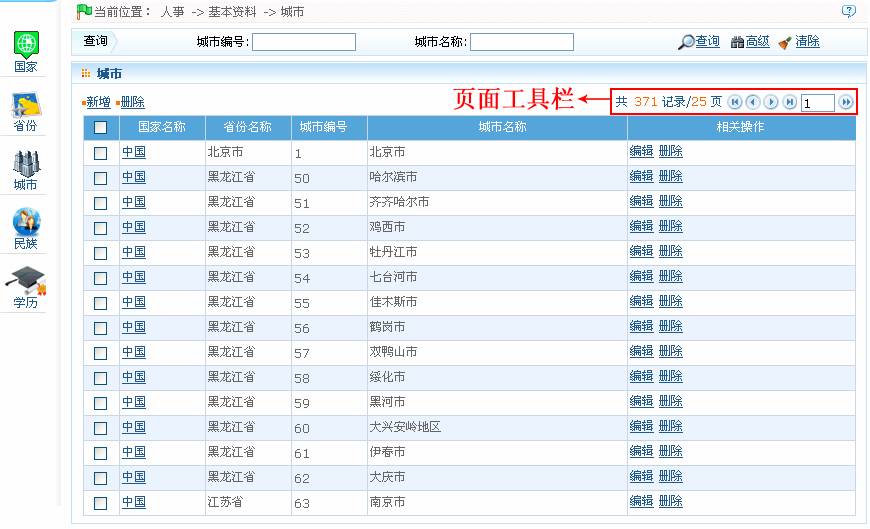 当前位置： 人事 -> 基本资料 -> 城市
查询 城市编号: 城市名称: 查询 高级 清除
国家
省份
城市
民族
学历
城市
新增 删除 页面工具栏 共 371 记录/25 页 1
国家名称 省份名称 城市编号 城市名称 相关操作
中国 北京市 1 北京市 编辑 删除
中国 黑龙江省 50 哈尔滨市 编辑 删除
中国 黑龙江省 51 齐齐哈尔市 编辑 删除
中国 黑龙江省 52 鸡西市 编辑 删除
中国 黑龙江省 53 牡丹江市 编辑 删除
中国 黑龙江省 54 七台河市 编辑 删除
中国 黑龙江省 55 佳木斯市 编辑 删除
中国 黑龙江省 56 鹤岗市 编辑 删除
中国 黑龙江省 57 双鸭山市 编辑 删除
中国 黑龙江省 58 绥化市 编辑 删除
中国 黑龙江省 59 黑河市 编辑 删除
中国 黑龙江省 60 大兴安岭地区 编辑 删除
中国 黑龙江省 61 伊春市 编辑 删除
中国 黑龙江省 62 大庆市 编辑 删除
中国 江苏省 63 南京市 编辑 删除